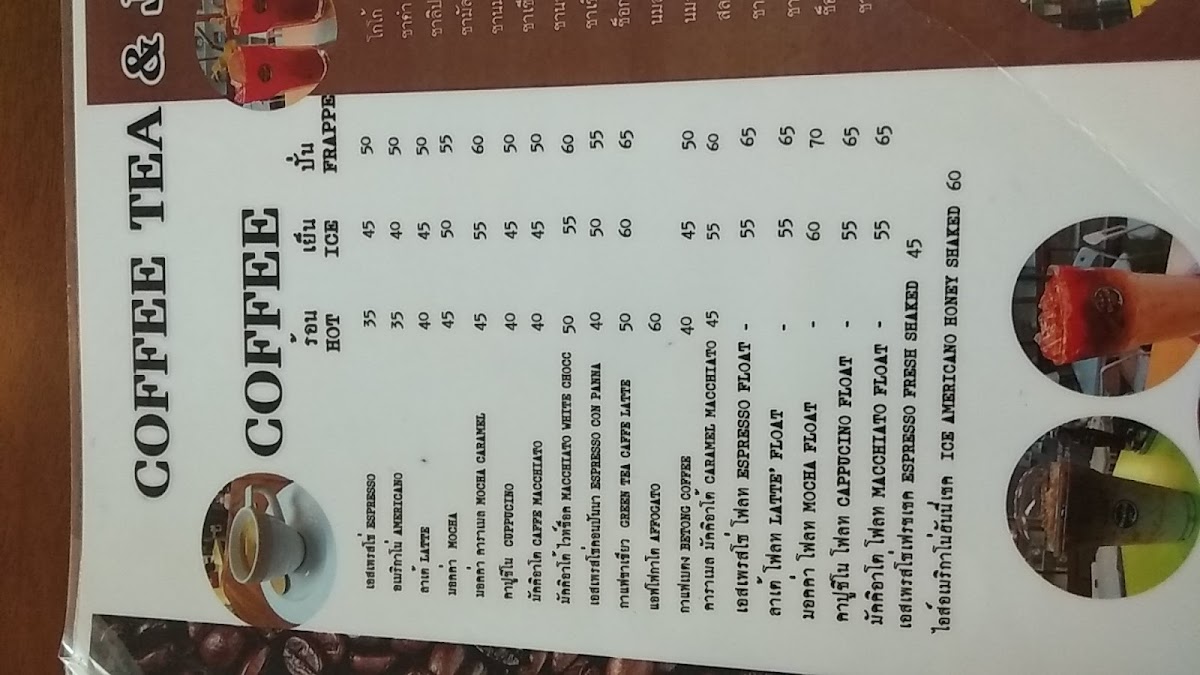 COFFEE TEA &
COFFEE
ร้อน เย็น ปั่น
HOT ICE FRAPPE
เอสเพรสโซ่ ESPRESSO 35 45 50
อเมริกาโน่ AMERICANO 35 40 50
ลาเต้ LATTE 40 45 50
มอคค่า MOCHA 45 50 55
มอคค่า คาราเมล MOCHA CARAMEL 45 55 60
คาปูชิโน CUPPUCINO 40 45 50
มัคคิอาโต CAFFE MACCHIATO 40 45 50
มัคคิอาโต้ ไวท์ช็อค MACCHIATO WHITE CHOCC 50 55 60
เอสเพรสโซ่คอนปันนา ESPRESSO CON PANNA 40 50 55
กาแฟชาเขียว GREEN TEA CAFFE LATTE 50 60 65
แอฟโฟกาโต AFFOGATO 60
กาแฟเบตง BETONG COFFEE 40 45 50
คาราเมล มัคคิอาโต้ CARAMEL MACCHIATO 45 55 60
เอสเพรสโซ่ โฟลท ESPRESSO FLOAT - 55 65
ลาเต้ โฟลท LATTE' FLOAT - 55 65
มอคค่า โฟลท MOCHA FLOAT - 60 70
คาปูชิโน โฟลท CAPPUCINO FLOAT - 55 65
มัคคิอาโต โฟลท MACCHIATO FLOAT - 55 65
เอสเพรสโซ่เฟรชเชค ESPRESSO FRESH SHAKED 45
ไอส์อเมริกาโน่ฮันนี่เชค ICE AMERICANO HONEY SHAKED 60
โกโก้